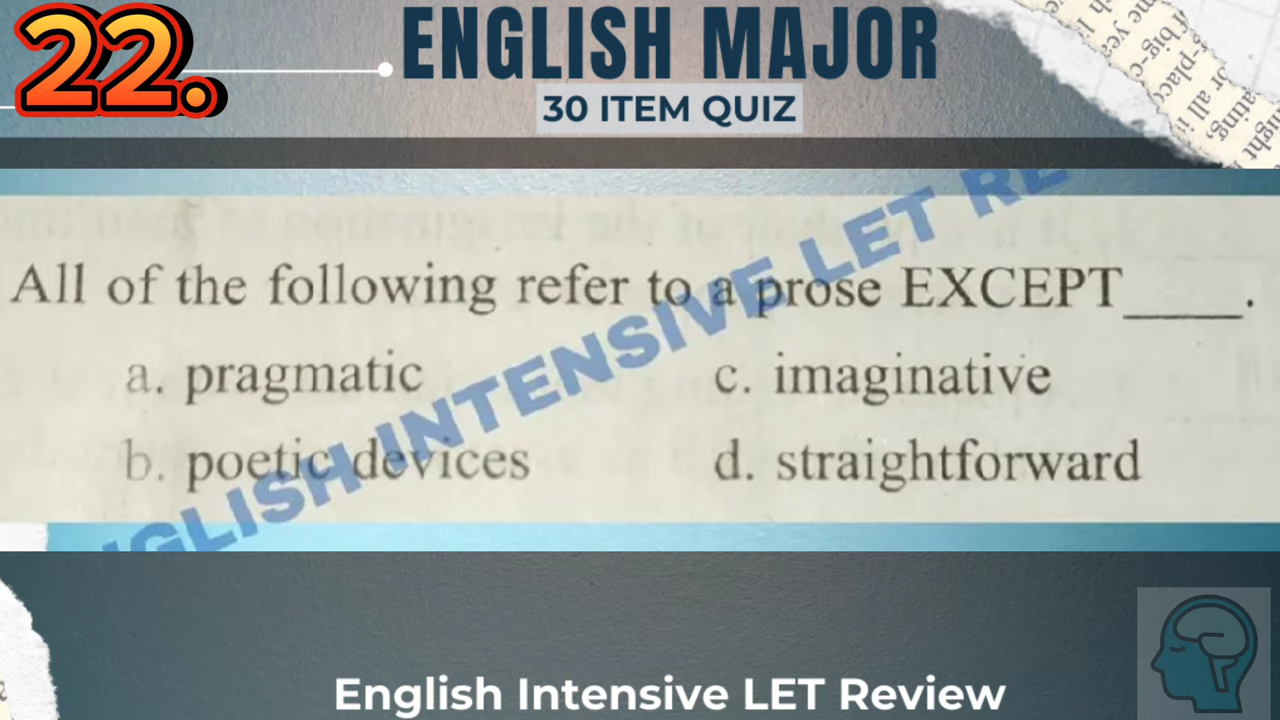 22.
ENGLISH MAJOR
30 ITEM QUIZ
All of the following refer to a prose EXCEPT_____.
a. pragmatic
c. imaginative
b. poetic devices
d. straightforward
ENGLISH INTENSIVE LET RE
English Intensive LET Review